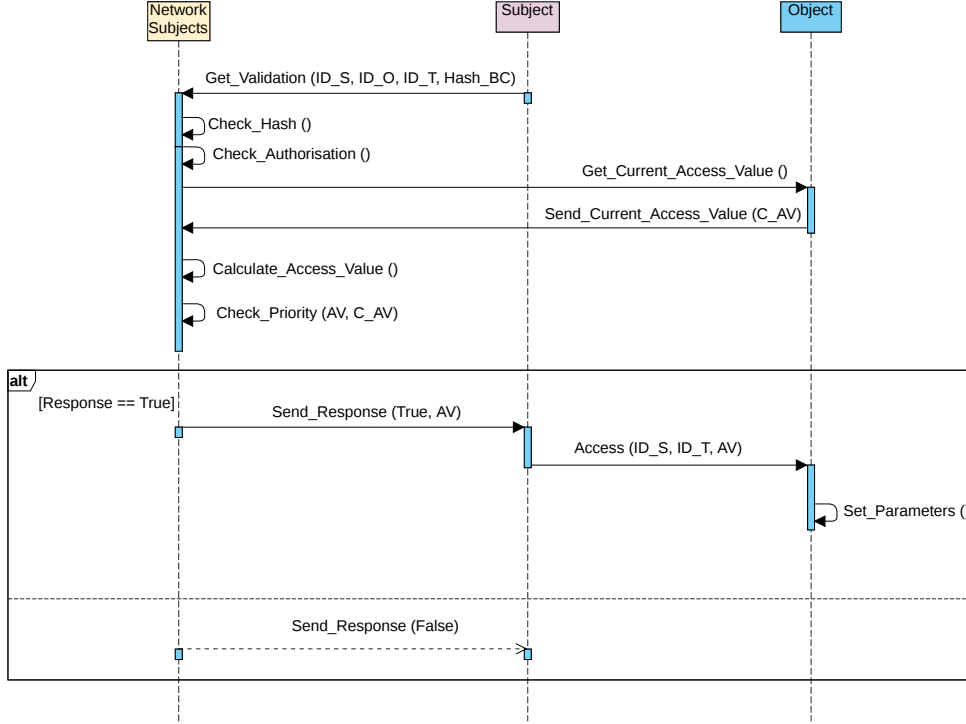 Network
Subjects
Subject
Object
Get_Validation (ID_S, ID_O, ID_T, Hash_BC)
Check_Hash ()
Check_Authorisation ()
Get_Current_Access_Value ()
Send_Current_Access_Value (C_AV)
Calculate_Access_Value ()
Check_Priority (AV, C_AV)
alt
[Response == True]
Send_Response (True, AV)
Access (ID_S, ID_T, AV)
Set_Parameters ()
Send_Response (False)